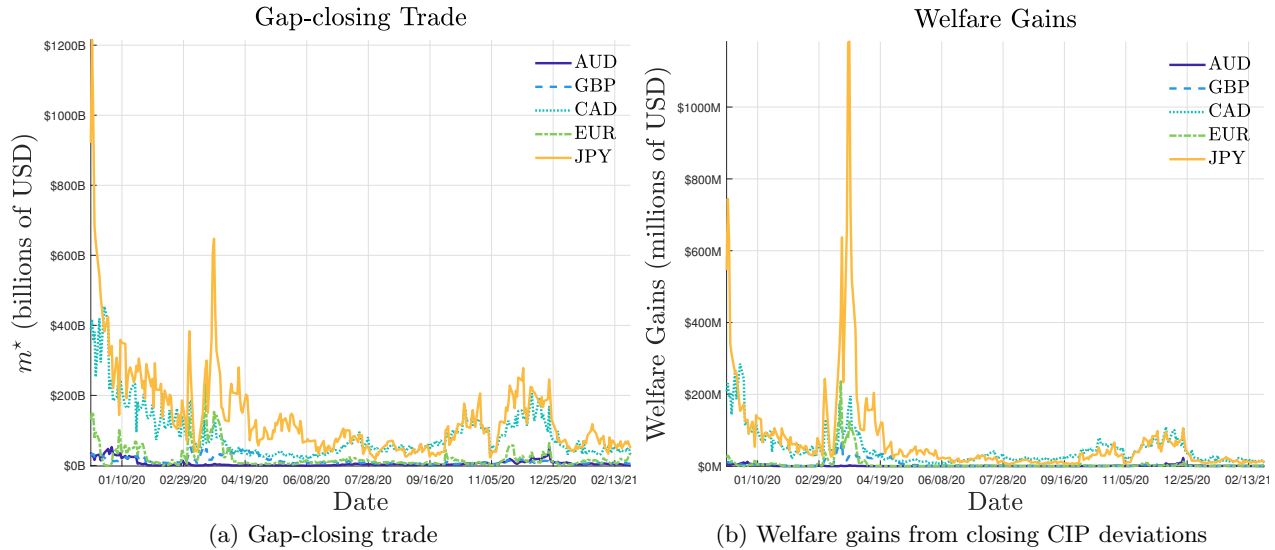 Gap-closing Trade
m* (billions of USD)
$1200B
$1000B
$800B
$600B
$400B
$200B
$0B
AUD
GBP
CAD
EUR
JPY
01/10/20 02/29/20 04/19/20 06/08/20 07/28/20 09/16/20 11/05/20 12/25/20 02/13/21
Date
(a) Gap-closing trade
Welfare Gains
Welfare Gains (millions of USD)
$1000M
$800M
$600M
$400M
$200M
$0M
AUD
GBP
CAD
EUR
JPY
01/10/20 02/29/20 04/19/20 06/08/20 07/28/20 09/16/20 11/05/20 12/25/20 02/13/21
Date
(b) Welfare gains from closing CIP deviations